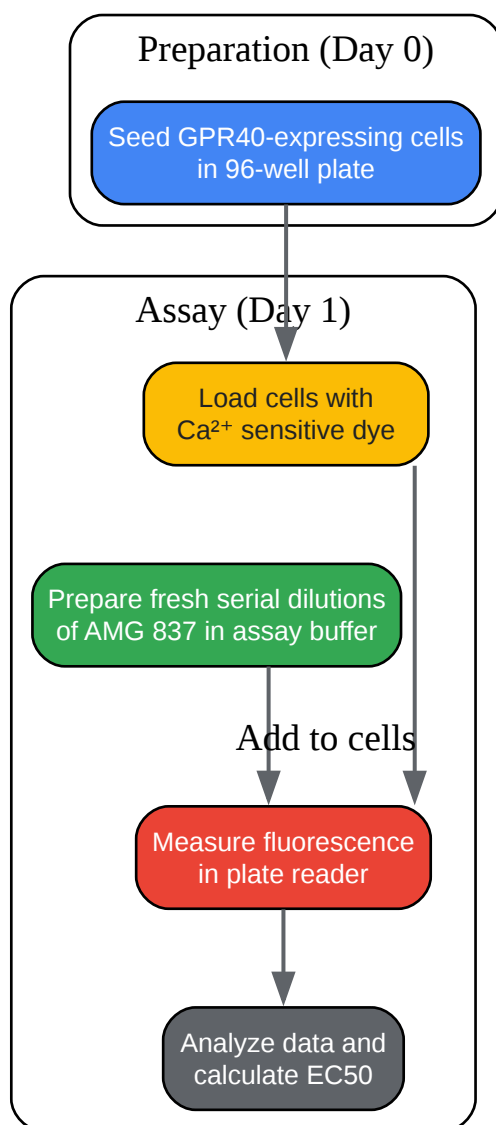 Preparation (Day 0)
Seed GPR40-expressing cells
in 96-well plate
Assay (Day 1)
Load cells with
Ca²⁺ sensitive dye
Prepare fresh serial dilutions
of AMG 837 in assay buffer
Add to cells
Measure fluorescence
in plate reader
Analyze data and
calculate EC50